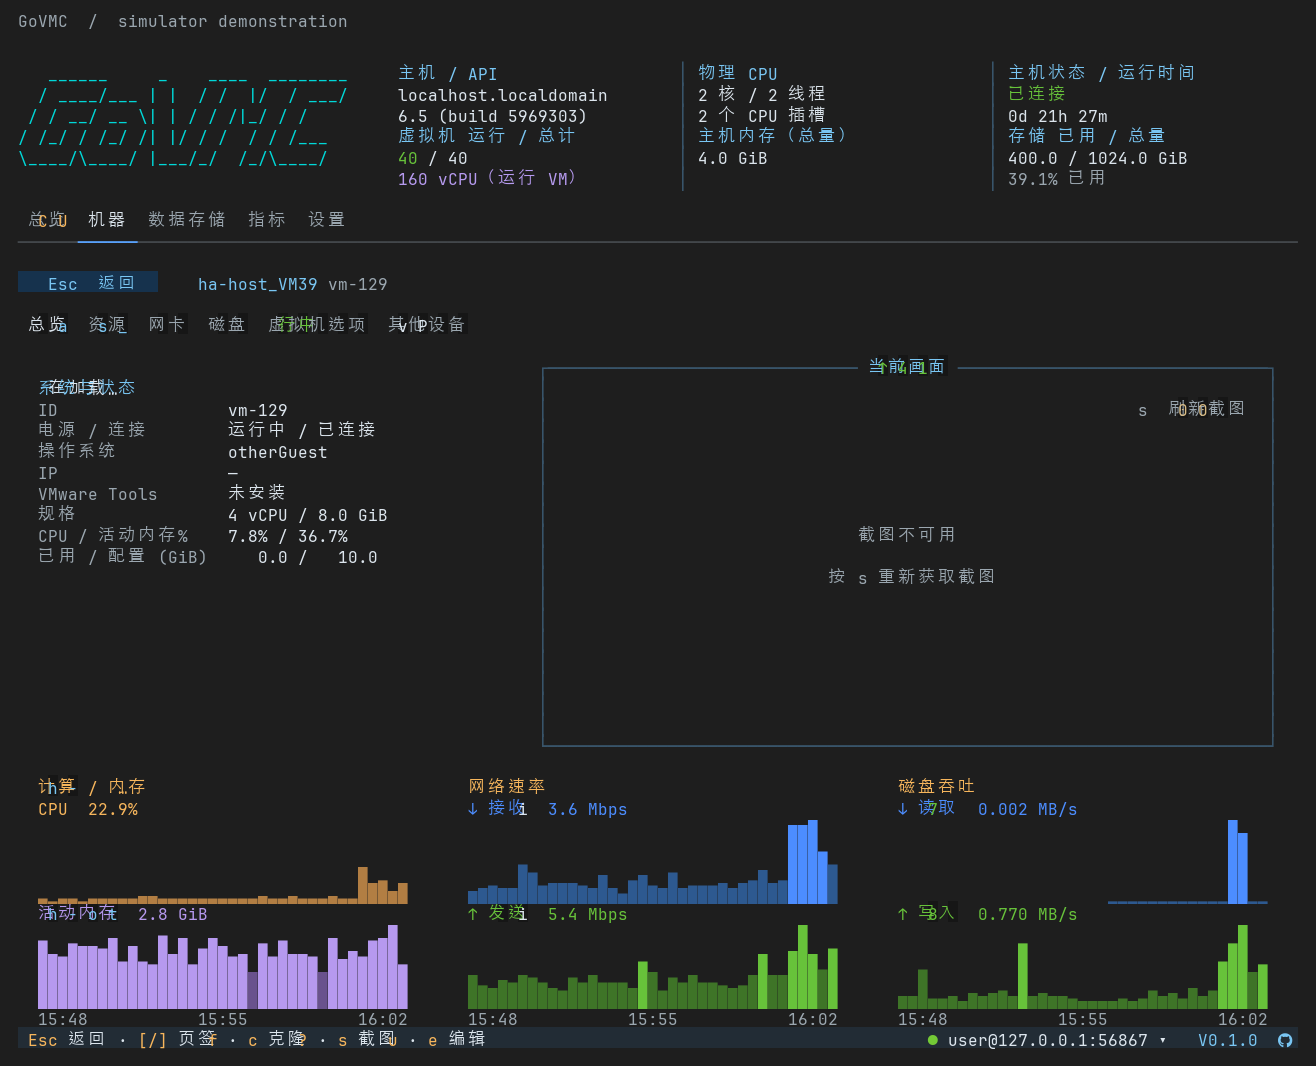 GoVMC / simulator demonstration
主机 / API
localhost.localdomain
6.5 (build 5969303)
虚拟机 运行 / 总计
40 / 40
160 vCPU（运行 VM）
物理 CPU
2 核 / 2 线程
2 个 CPU 插槽
主机内存（总量）
4.0 GiB
主机状态 / 运行时间
已连接
0d 21h 27m
存储 已用 / 总量
400.0 / 1024.0 GiB
39.1% 已用
总览 机器 数据存储 指标 设置
Esc 返回 ha-host_VM39 vm-129
总览 资源 网卡 磁盘 虚拟机选项 其他设备
系统与状态
ID vm-129
电源 / 连接 运行中 / 已连接
操作系统 otherGuest
IP —
VMware Tools 未安装
规格 4 vCPU / 8.0 GiB
CPU / 活动内存% 7.8% / 36.7%
已用 / 配置 (GiB) 0.0 / 10.0
当前画面
s 刷新截图
截图不可用
按 s 重新获取截图
计算 / 内存
CPU 22.9%
活动内存 2.8 GiB
15:48 15:55 16:02
网络速率
↓ 接收 3.6 Mbps
↑ 发送 5.4 Mbps
15:48 15:55 16:02
磁盘吞吐
↓ 读取 0.002 MB/s
↑ 写入 0.770 MB/s
15:48 15:55 16:02
Esc 返回 · [/] 页签 · c 克隆 · s 截图 · e 编辑
user@127.0.0.1:56867 ▾ V0.1.0